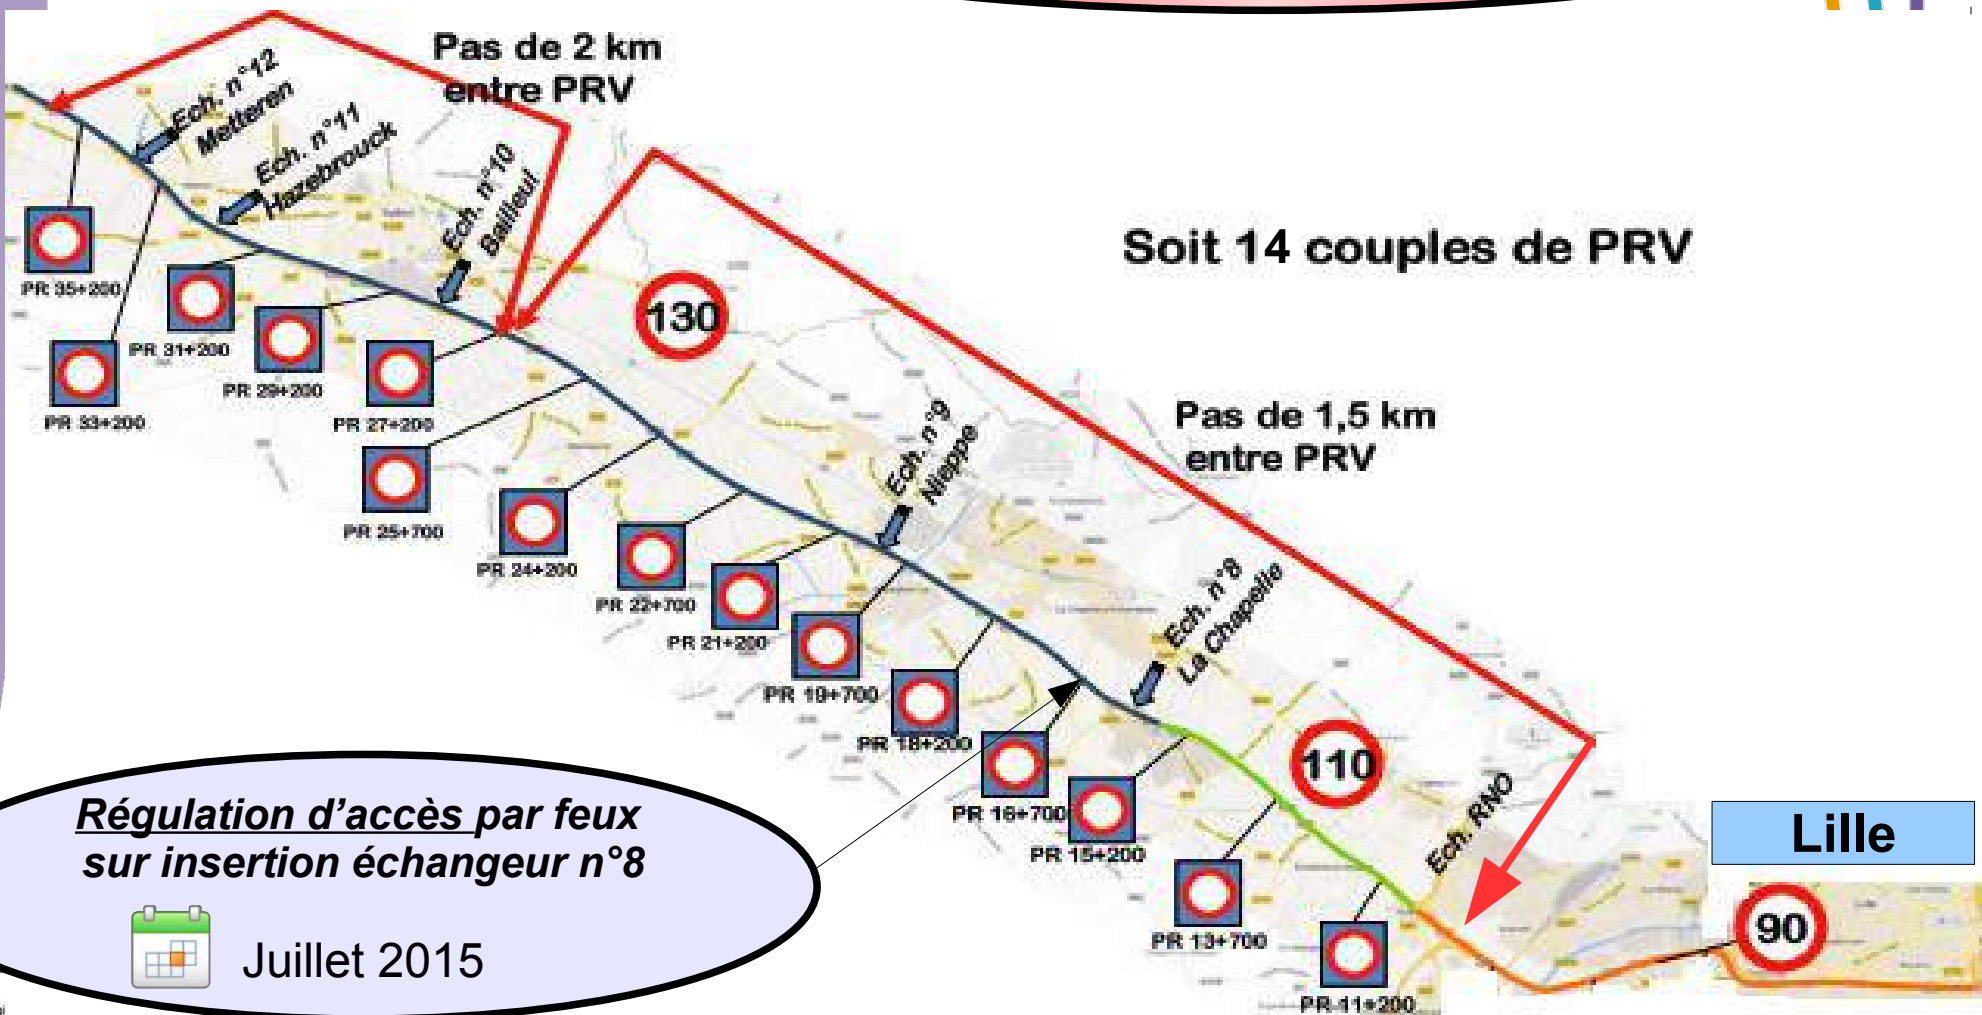 Pas de 2 km
entre PRV
Ech. n°12
Metteren
Ech. n°11
Hazebrouck
Ech. n°10
Bailleul
Soit 14 couples de PRV
130
Pas de 1,5 km
entre PRV
Ech. n°9
Nieppe
Ech. n°8
La Chapelle
110
Ech. RNO
Lille
90
PR 35+200
PR 33+200
PR 31+200
PR 29+200
PR 27+200
PR 25+700
PR 24+200
PR 22+700
PR 21+200
PR 19+700
PR 18+200
PR 16+700
PR 15+200
PR 13+700
PR 11+200
Régulation d'accès par feux
sur insertion échangeur n°8
Juillet 2015